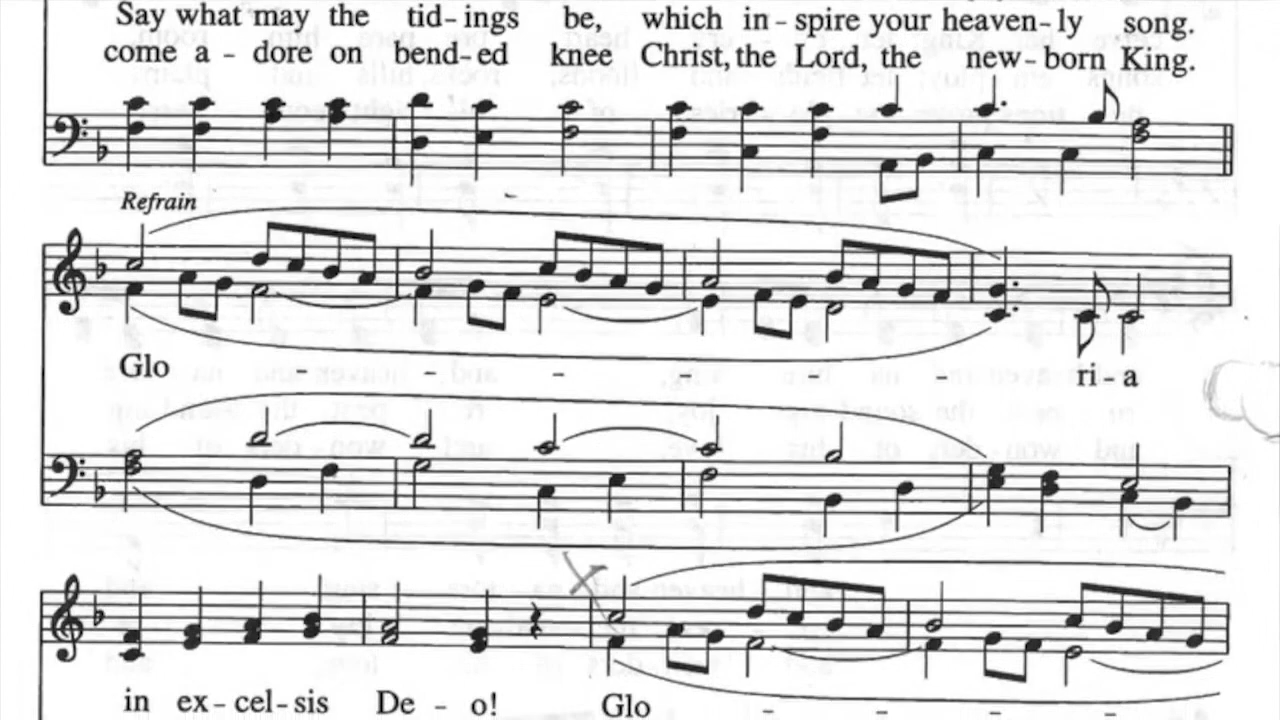 Say what may the tid-ings be, which in-spire your heaven-ly song.
come a-dore on bend-ed knee Christ, the Lord, the new-born King.
Refrain
Glo - - - - - - ri-a
in ex-cel-sis De-o! Glo - - - -